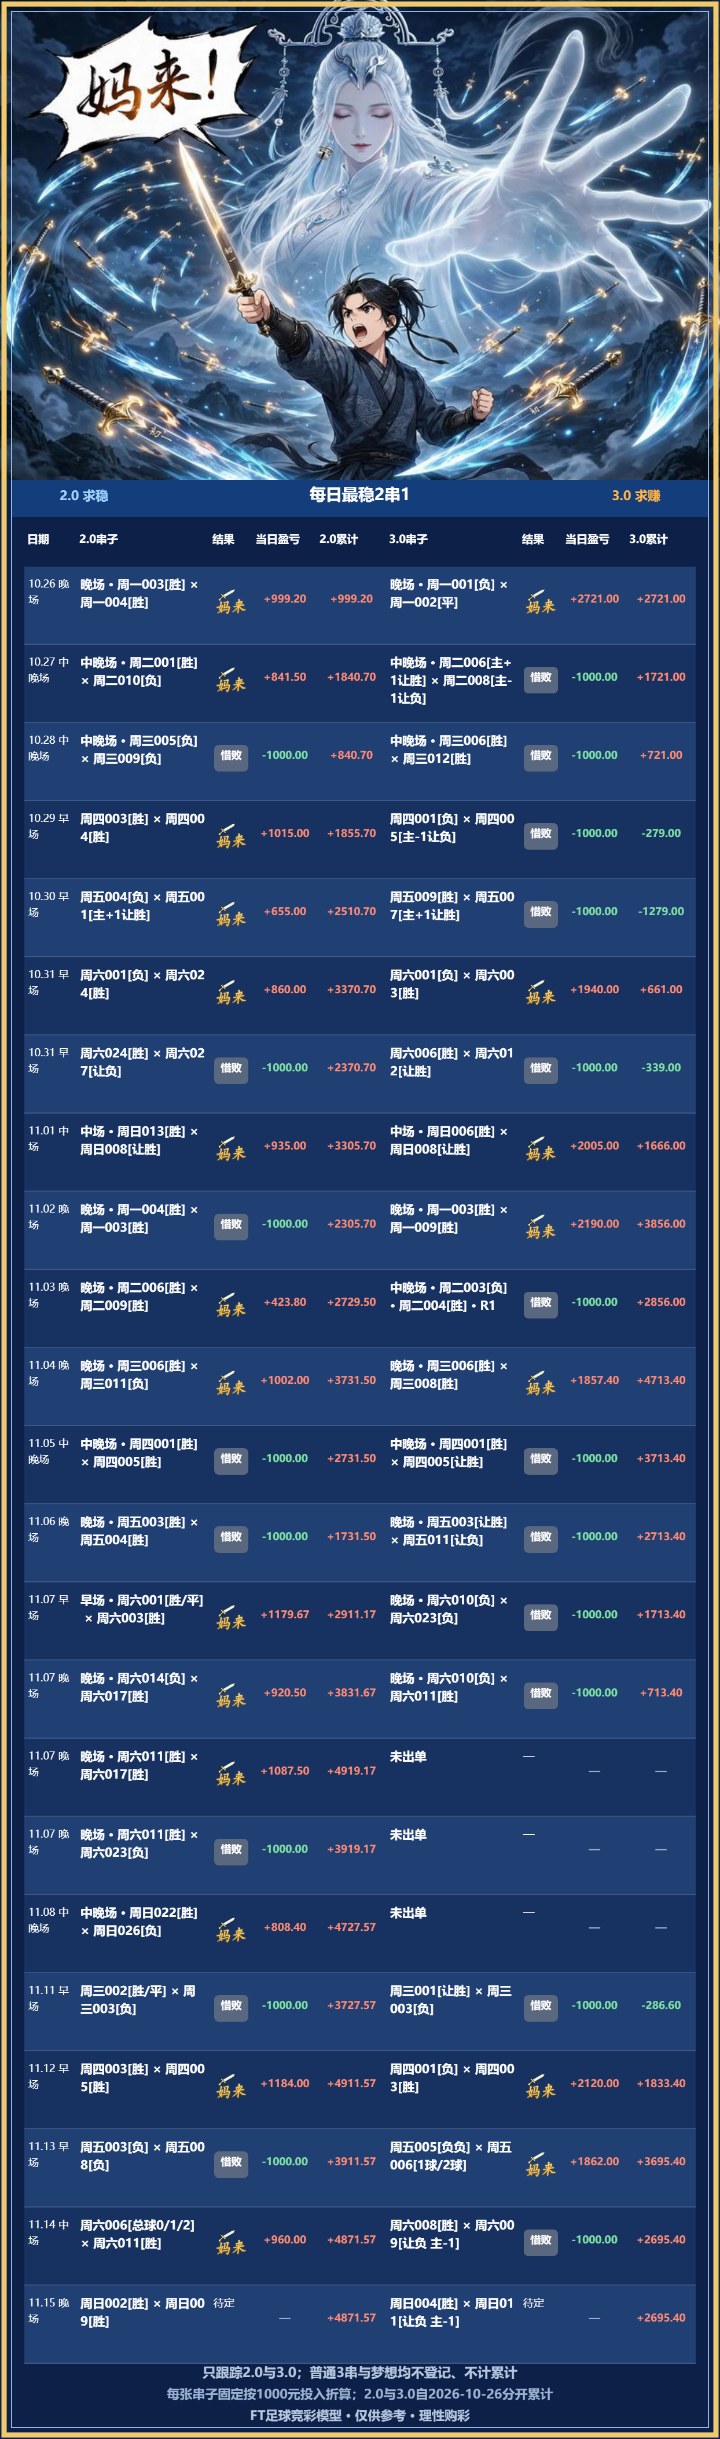 妈来!
2.0 求稳 每日最稳2串1 3.0 求赚
日期 2.0串子 结果 当日盈亏 2.0累计 3.0串子 结果 当日盈亏 3.0累计
10.26 晚 晚场・周一003[胜] × 晚场・周一001[负] ×
场 周一004[胜] 妈来 +999.20 +999.20 周一002[平] 妈来 +2721.00 +2721.00
10.27 中 中晚场・周二001[胜] 中晚场・周二006[主+
晚场 × 周二010[负] 妈来 +841.50 +1840.70 1让胜] × 周二008[主- 惜败 -1000.00 +1721.00
1让负]
10.28 中 中晚场・周三005[负] 中晚场・周三006[胜]
晚场 × 周三009[负] 惜败 -1000.00 +840.70 × 周三012[胜] 惜败 -1000.00 +721.00
10.29 早 周四003[胜] × 周四00 周四001[负] × 周四00
场 4[胜] 妈来 +1015.00 +1855.70 5[主-1让负] 惜败 -1000.00 -279.00
10.30 早 周五004[负] × 周五00 周五009[胜] × 周五00
场 1[主+1让胜] 妈来 +655.00 +2510.70 7[主+1让胜] 惜败 -1000.00 -1279.00
10.31 早 周六001[负] × 周六02 周六001[负] × 周六00
场 4[胜] 妈来 +860.00 +3370.70 3[负] 妈来 +1940.00 +661.00
10.31 早 周六024[胜] × 周六02 周六006[胜] × 周六01
场 7[让负] 惜败 -1000.00 +2370.70 2[让胜] 惜败 -1000.00 -339.00
11.01 中 中场・周日013[胜] × 中场・周日006[胜] ×
场 周日008[让胜] 妈来 +935.00 +3305.70 周日008[让胜] 妈来 +2005.00 +1666.00
11.02 晚 晚场・周一004[胜] × 晚场・周一003[胜] ×
场 周一003[胜] 惜败 -1000.00 +2305.70 周一009[胜] 妈来 +2190.00 +3856.00
11.03 晚 晚场・周二006[胜] × 中晚场・周二003[负]
场 周二009[胜] 妈来 +423.80 +2729.50 ・周二004[胜]・R1 惜败 -1000.00 +2856.00
11.04 晚 晚场・周三006[胜] × 晚场・周三006[胜] ×
场 周三011[负] 妈来 +1002.00 +3731.50 周三008[胜] 妈来 +1857.40 +4713.40
11.05 中 中晚场・周四001[胜] 中晚场・周四001[胜]
晚场 × 周四005[胜] 惜败 -1000.00 +2731.50 × 周四005[让胜] 惜败 -1000.00 +3713.40
11.06 晚 晚场・周五003[胜] × 晚场・周五003[让胜]
场 周五004[胜] 惜败 -1000.00 +1731.50 × 周五011[让负] 惜败 -1000.00 +2713.40
11.07 早 早场・周六001[胜/平] 晚场・周六010[负] ×
场 × 周六003[胜] 妈来 +1179.67 +2911.17 周六023[负] 惜败 -1000.00 +1713.40
11.07 晚 晚场・周六014[负] × 晚场・周六010[负] ×
场 周六017[胜] 妈来 +920.50 +3831.67 周六011[胜] 惜败 -1000.00 +713.40
11.07 晚 晚场・周六011[胜] × 未出单 —
场 周六017[胜] 妈来 +1087.50 +4919.17 — —
11.07 晚 晚场・周六011[胜] × 未出单 —
场 周六023[负] 惜败 -1000.00 +3919.17 — —
11.08 中 中晚场・周日022[胜] 未出单 —
晚场 × 周日026[负] 妈来 +808.40 +4727.57 — —
11.11 早 周三002[胜/平] × 周 周三001[让胜] × 周三
场 三003[负] 惜败 -1000.00 +3727.57 003[负] 惜败 -1000.00 -286.60
11.12 早 周四003[胜] × 周四00 周四001[负] × 周四00
场 5[胜] 妈来 +1184.00 +4911.57 3[胜] 妈来 +2120.00 +1833.40
11.13 早 周五003[负] × 周五00 周五005[负负] × 周五
场 8[负] 惜败 -1000.00 +3911.57 006[1球/2球] 妈来 +1862.00 +3695.40
11.14 中 周六006[总球0/1/2] 周六008[胜] × 周六00
场 × 周六011[胜] 妈来 +960.00 +4871.57 9[让负 主-1] 惜败 -1000.00 +2695.40
11.15 晚 周日002[胜] × 周日00 待定 周日004[胜] × 周日01 待定
场 9[胜] — +4871.57 1[让负 主-1] — +2695.40
只跟踪2.0与3.0；普通3串与梦想均不登记、不计累计
每张串子固定按1000元投入折算；2.0与3.0自2026-10-26分开累计
FT足球竞彩模型・仅供参考・理性购彩